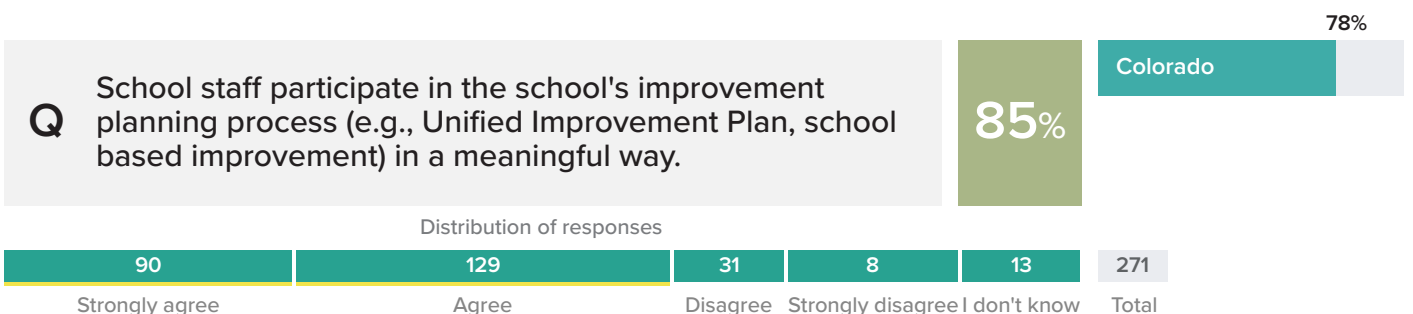 78%
Q
School staff participate in the school's improvement
planning process (e.g., Unified Improvement Plan, school
based improvement) in a meaningful way.
85%
Colorado
Distribution of responses
90 129 31 8 13 271
Strongly agree Agree Disagree Strongly disagree I don't know Total